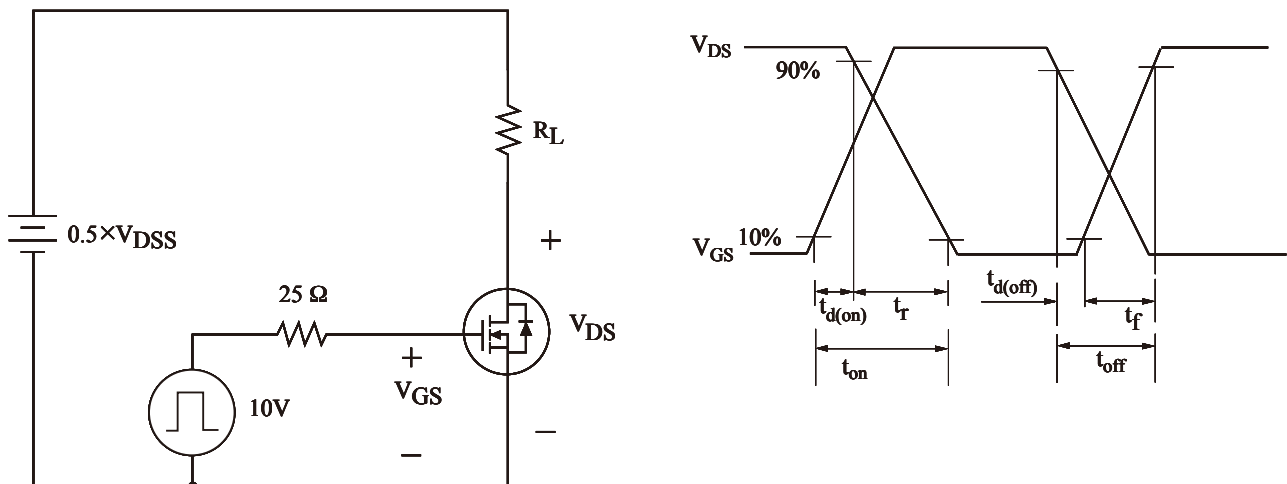 R_L
0.5×V_DSS
+
25 Ω
V_DS
+
V_GS
10V
−
−
V_DS
90%
V_GS 10%
t_d(on)
t_r
t_d(off)
t_f
t_on
t_off